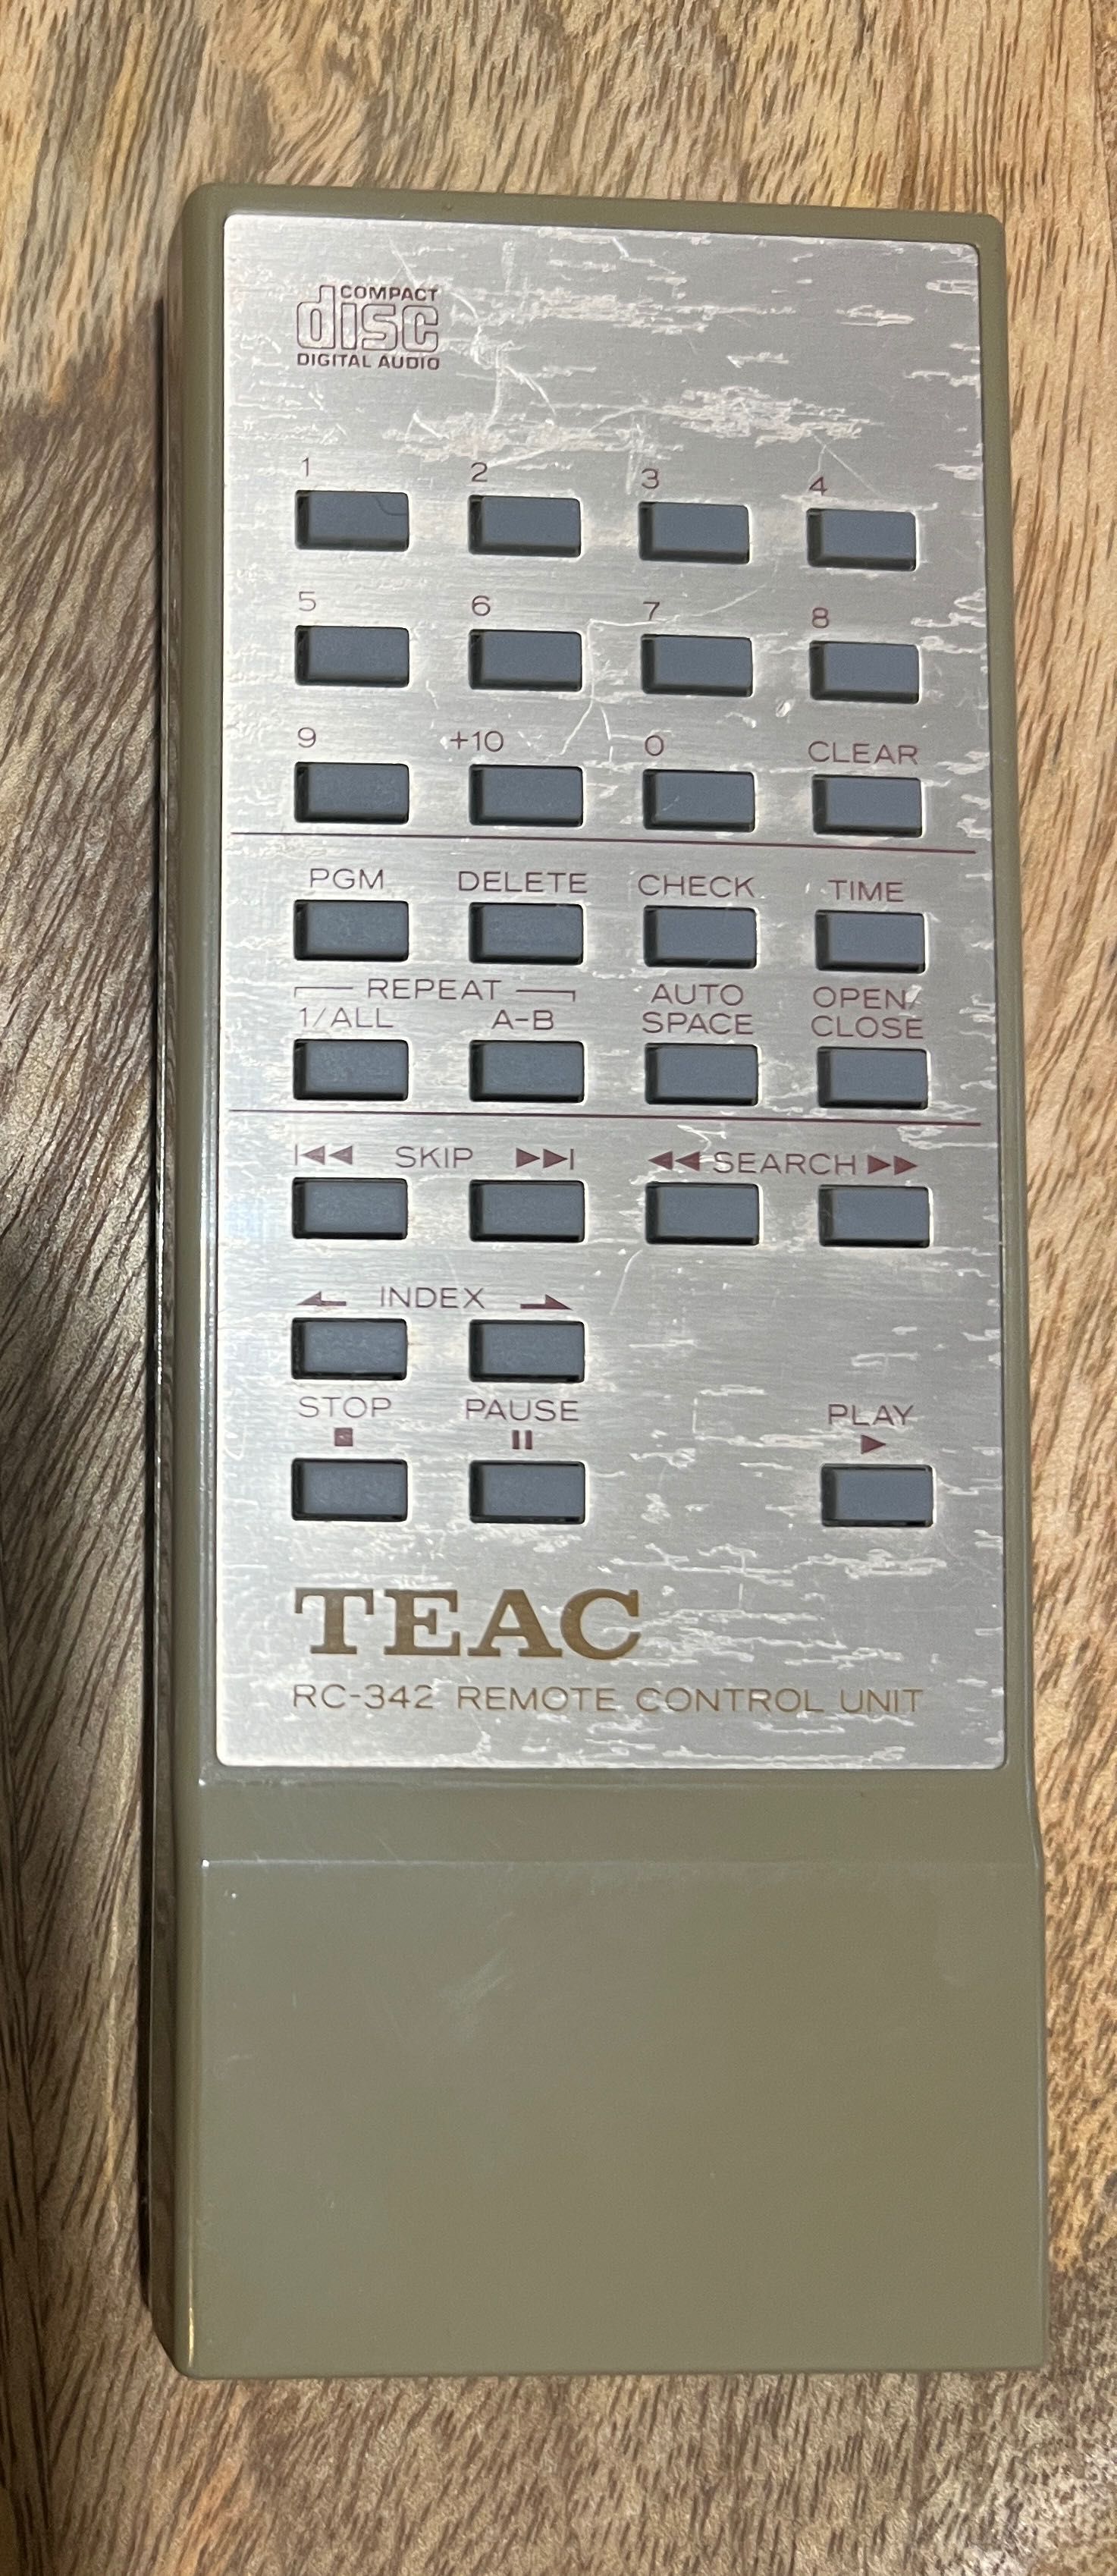 COMPACT
disc
DIGITAL AUDIO
1 2 3 4
5 6 7 8
9 +10 0 CLEAR
PGM DELETE CHECK TIME
REPEAT AUTO OPEN/
1/ALL A-B SPACE CLOSE
SKIP SEARCH
INDEX
STOP PAUSE PLAY
TEAC
RC-342 REMOTE CONTROL UNIT